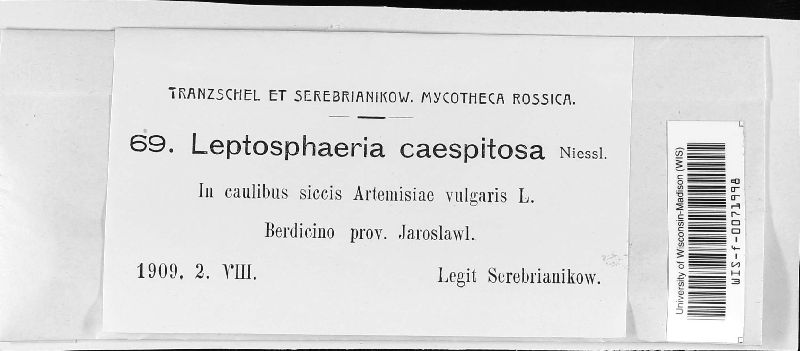 TRANZSCHEL ET SEREBRIANIKOW. MYCOTHECA ROSSICA.
69. Leptosphaeria caespitosa Niessl.
In caulibus siccis Artemisiae vulgaris L.
Berdicino prov. Jaroslawl.
1909. 2. VIII.
Legit Serebrianikow.
University of Wisconsin-Madison (WIS)
WIS-f-0071998